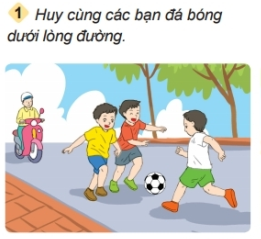 1 Huy cùng các bạn đá bóng
dưới lòng đường.